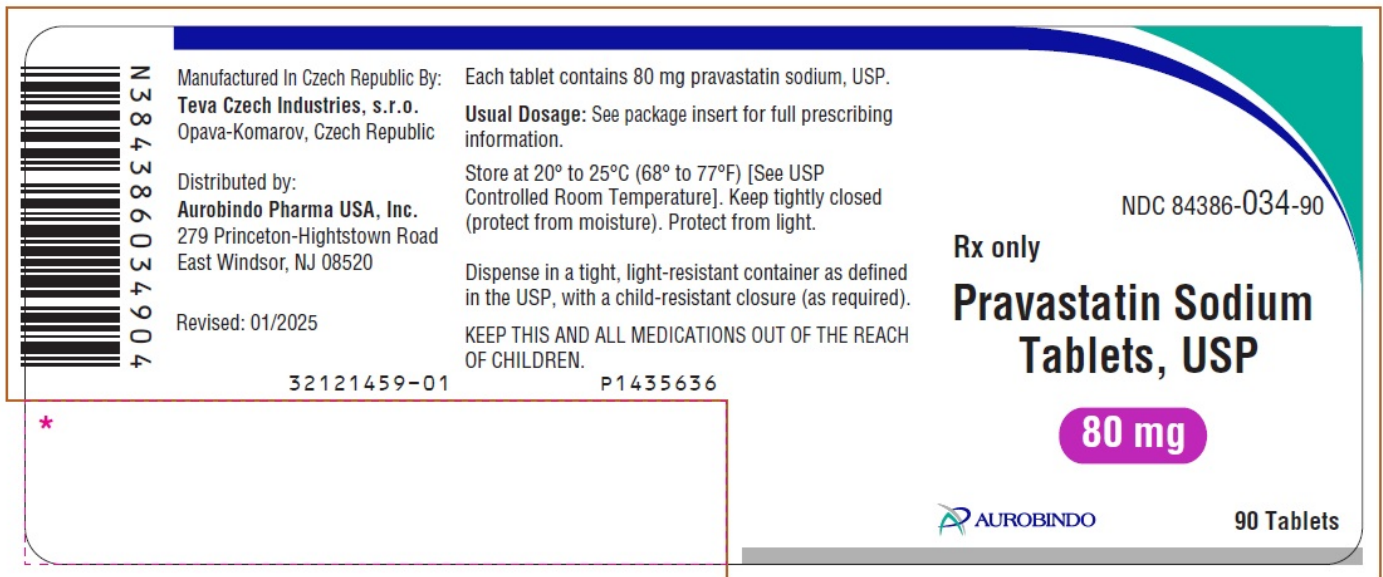 N384386034904
Manufactured In Czech Republic By:
Teva Czech Industries, s.r.o.
Opava-Komarov, Czech Republic
Distributed by:
Aurobindo Pharma USA, Inc.
279 Princeton-Hightstown Road
East Windsor, NJ 08520
Revised: 01/2025
32121459-01
Each tablet contains 80 mg pravastatin sodium, USP.
Usual Dosage: See package insert for full prescribing
information.
Store at 20º to 25ºC (68º to 77ºF) [See USP
Controlled Room Temperature]. Keep tightly closed
(protect from moisture). Protect from light.
Dispense in a tight, light-resistant container as defined
in the USP, with a child-resistant closure (as required).
KEEP THIS AND ALL MEDICATIONS OUT OF THE REACH
OF CHILDREN.
P1435636
*
NDC 84386-034-90
Rx only
Pravastatin Sodium
Tablets, USP
80 mg
AUROBINDO
90 Tablets